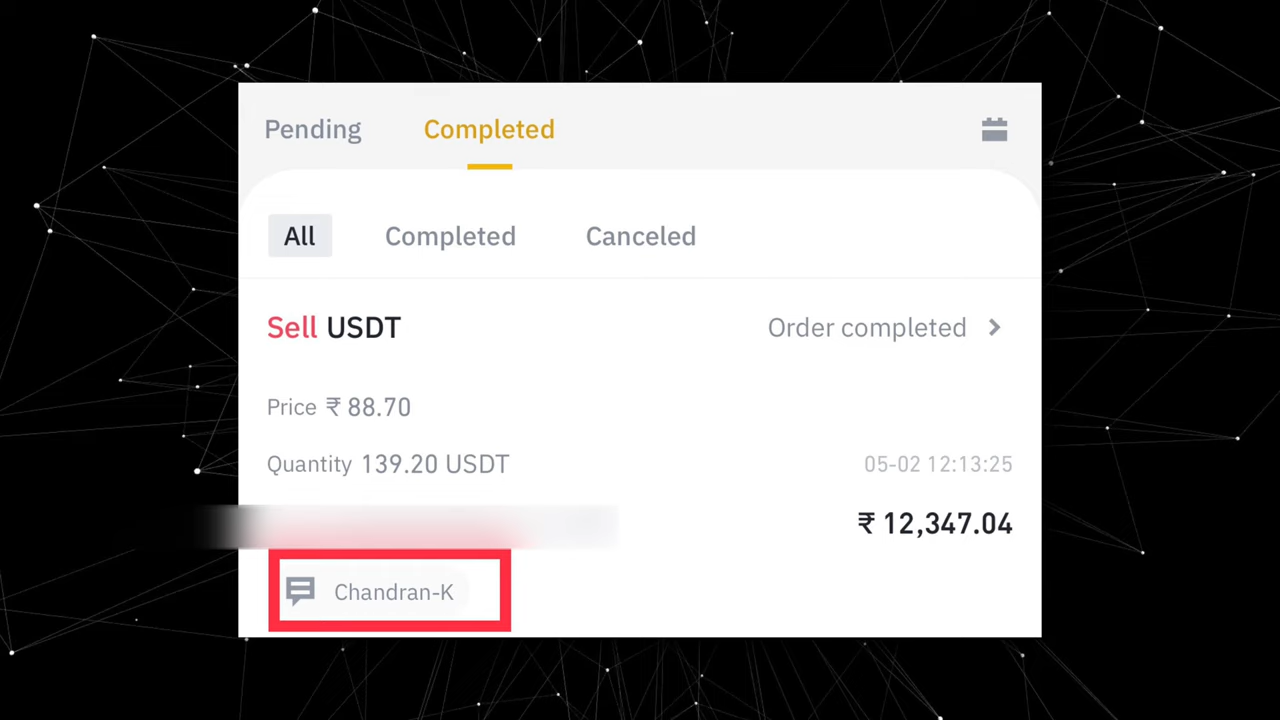 Pending Completed
All Completed Canceled
Sell USDT Order completed
Price ₹ 88.70
Quantity 139.20 USDT 05-02 12:13:25
₹ 12,347.04
Chandran-K